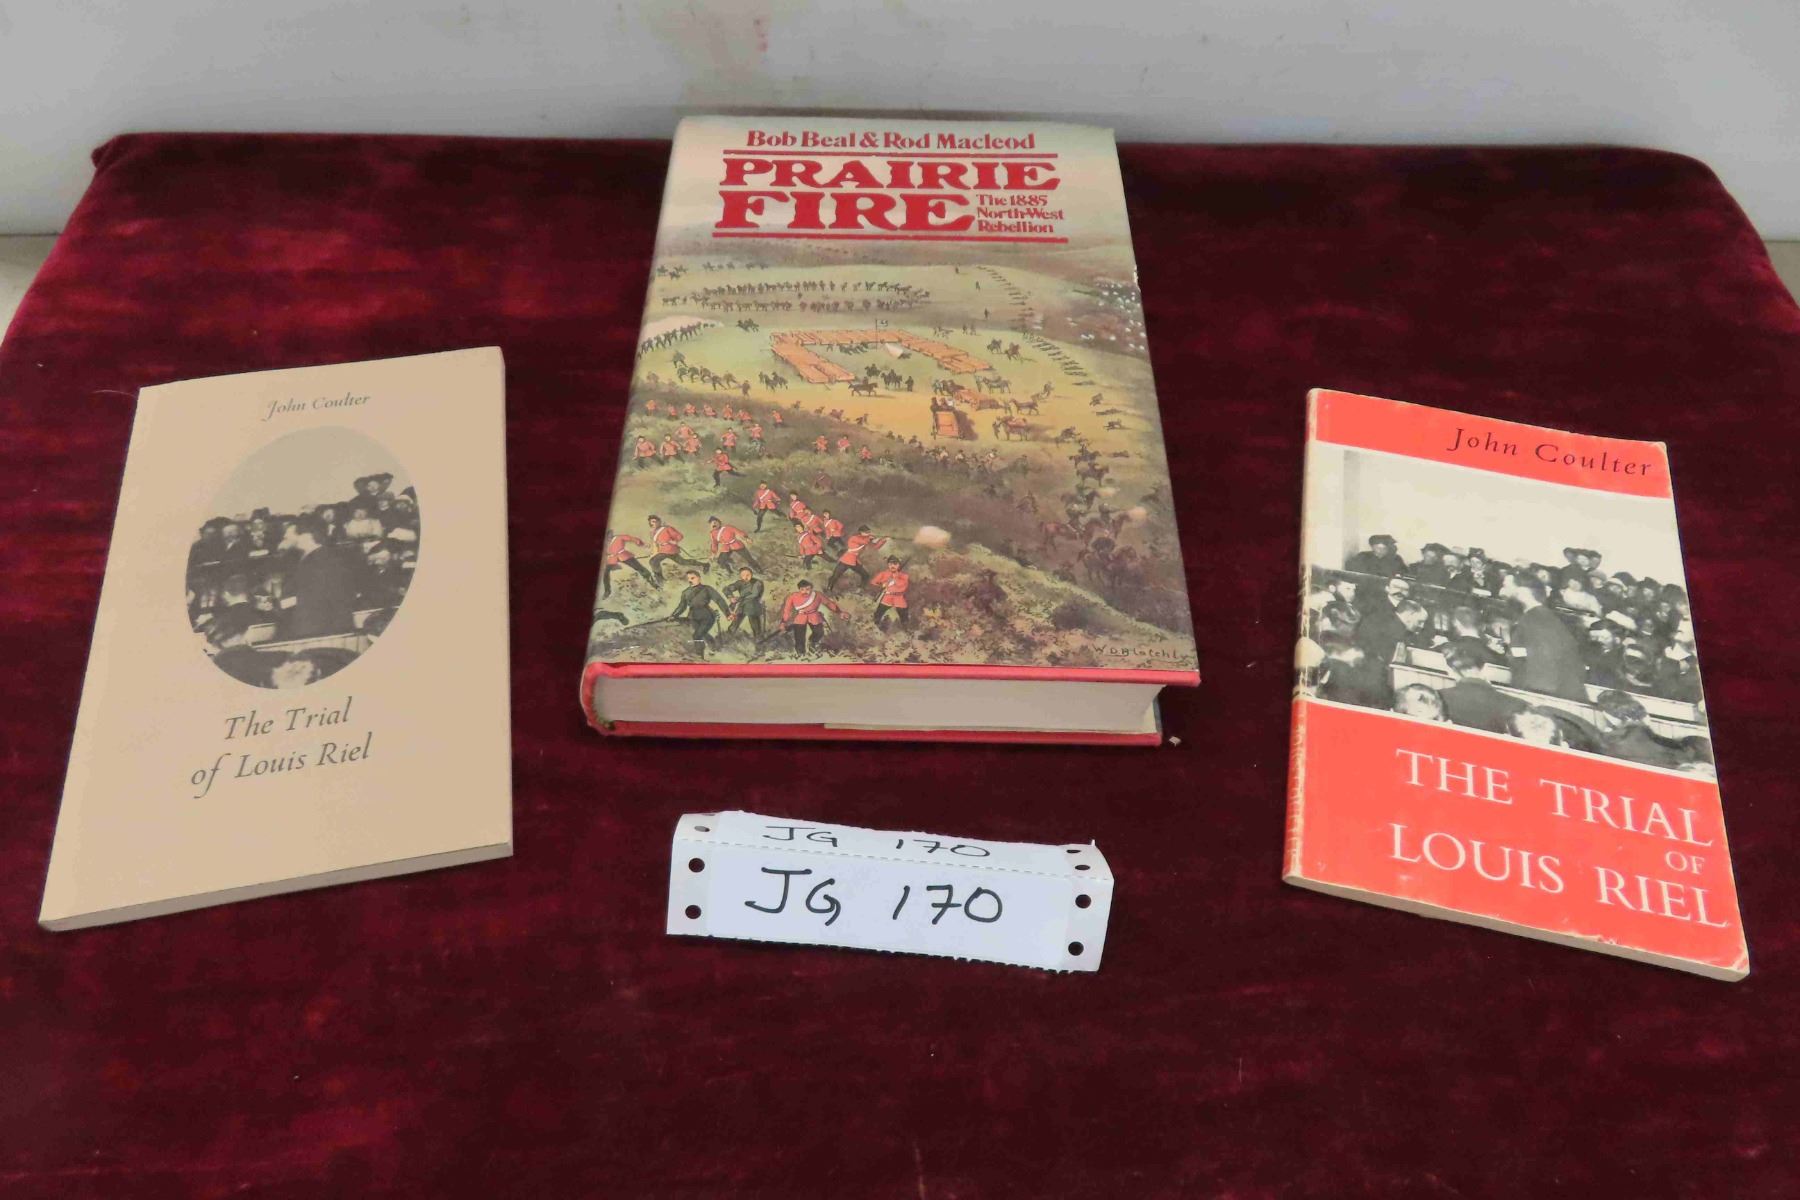 John Coulter
The Trial
of Louis Riel
Bob Beal & Rod Macleod
PRAIRIE
FIRE
The 1885
North-West
Rebellion
W D Blatchly
John Coulter
THE TRIAL
OF
LOUIS RIEL
JG 170
JG 170